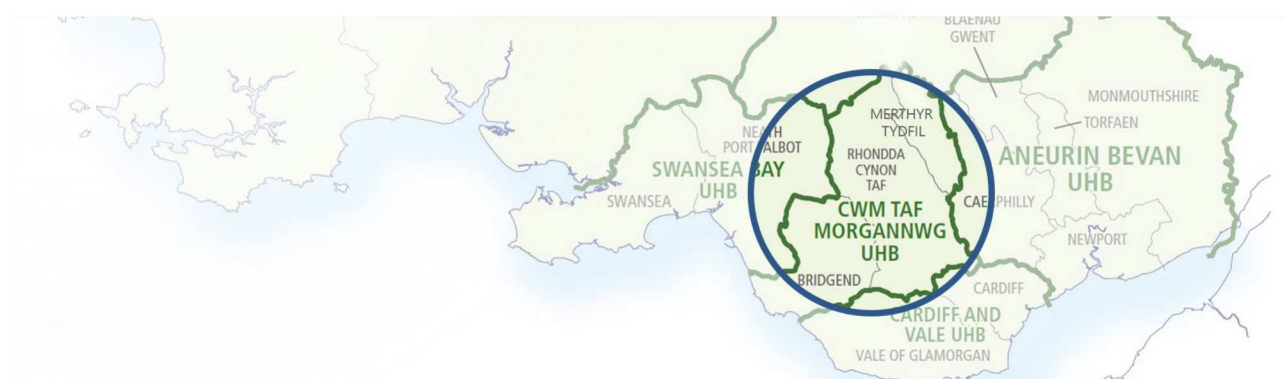 BLAENAU
GWENT
MONMOUTHSHIRE
TORFAEN
MERTHYR
TYDFIL
NEATH
PORT TALBOT
RHONDDA
CYNON
TAF
ANEURIN BEVAN
UHB
SWANSEA BAY
UHB
SWANSEA
CAERPHILLY
CWM TAF
MORGANNWG
UHB
NEWPORT
BRIDGEND
CARDIFF
CARDIFF AND
VALE UHB
VALE OF GLAMORGAN